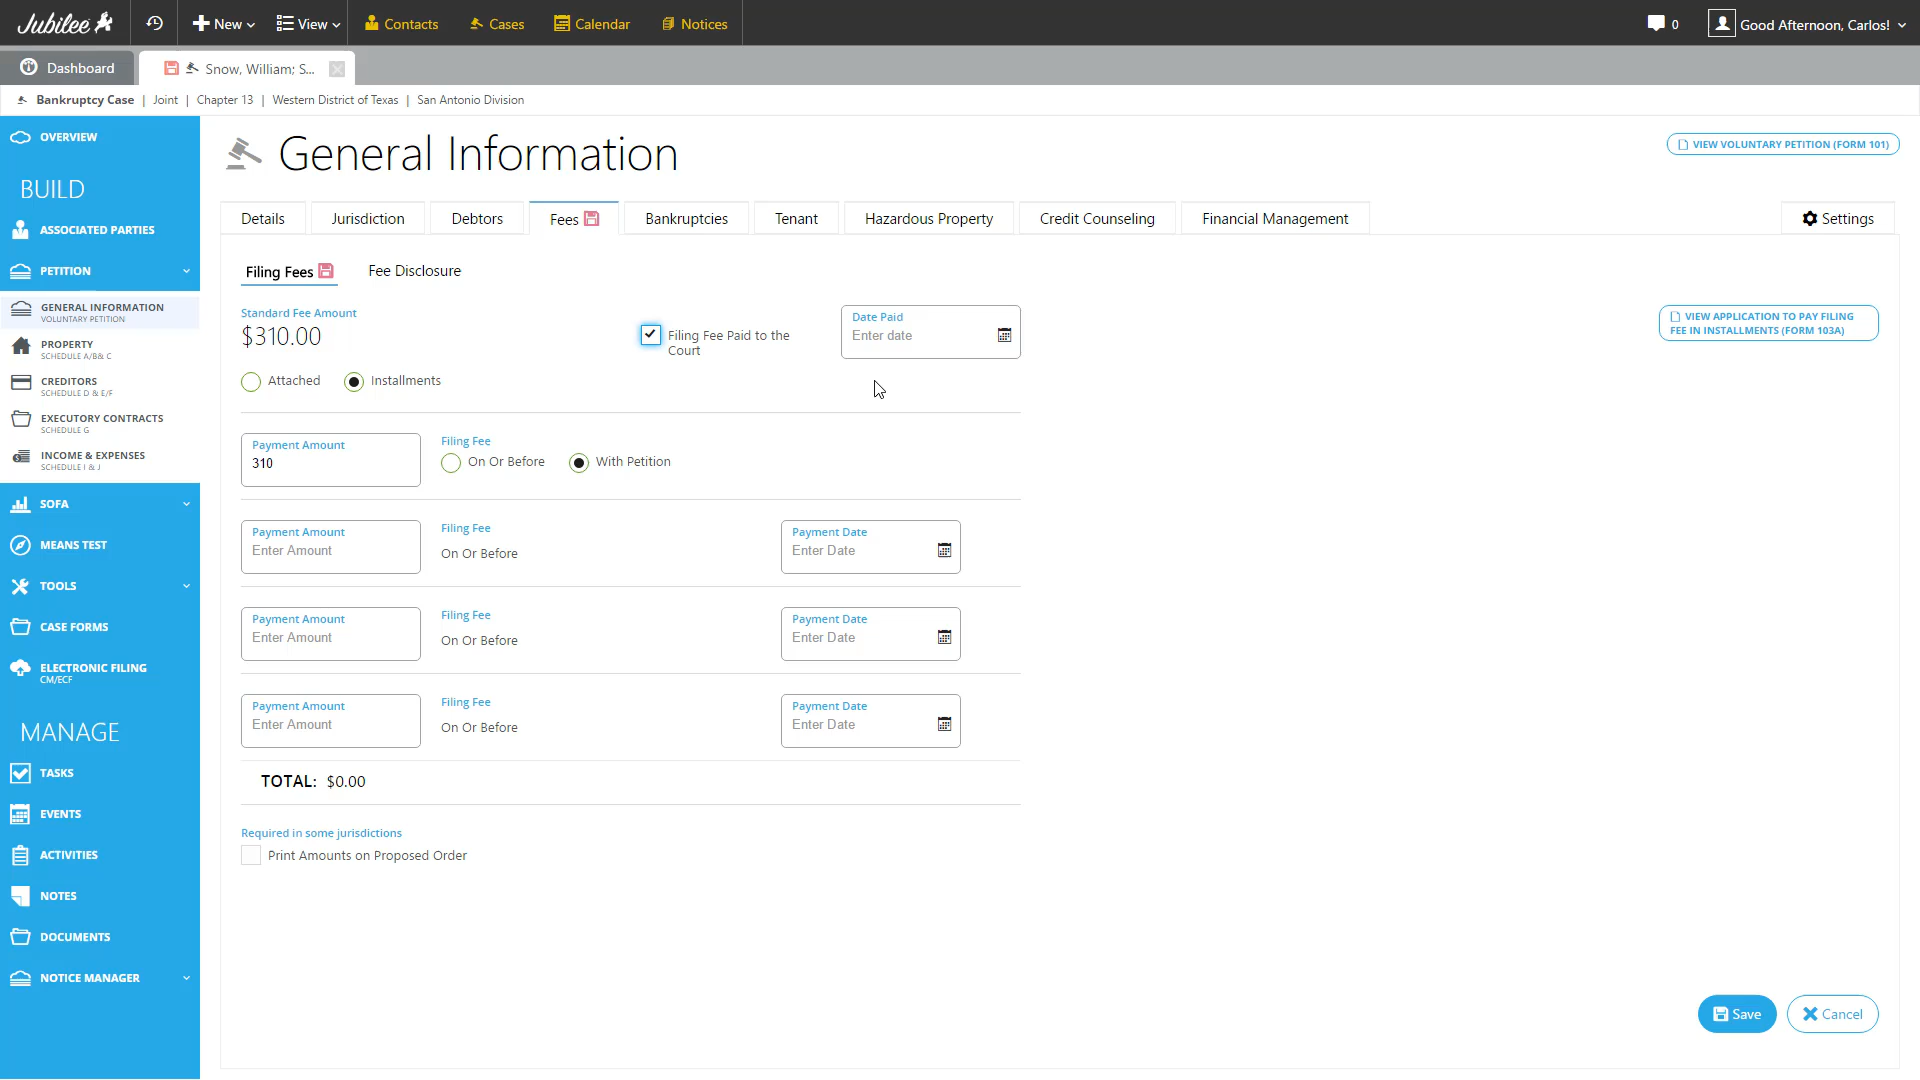 Jubilee
New
View
Contacts
Cases
Calendar
Notices
0
Good Afternoon, Carlos!
Dashboard
Snow, William; S...
Bankruptcy Case | Joint | Chapter 13 | Western District of Texas | San Antonio Division
OVERVIEW
BUILD
ASSOCIATED PARTIES
PETITION
GENERAL INFORMATION
VOLUNTARY PETITION
PROPERTY
SCHEDULE A/B& C
CREDITORS
SCHEDULE D & E/F
EXECUTORY CONTRACTS
SCHEDULE G
INCOME & EXPENSES
SCHEDULE I & J
SOFA
MEANS TEST
TOOLS
CASE FORMS
ELECTRONIC FILING
CM/ECF
MANAGE
TASKS
EVENTS
ACTIVITIES
NOTES
DOCUMENTS
NOTICE MANAGER
General Information
VIEW VOLUNTARY PETITION (FORM 101)
Details
Jurisdiction
Debtors
Fees
Bankruptcies
Tenant
Hazardous Property
Credit Counseling
Financial Management
Settings
Filing Fees
Fee Disclosure
Standard Fee Amount
$310.00
Filing Fee Paid to the
Court
Date Paid
Enter date
VIEW APPLICATION TO PAY FILING
FEE IN INSTALLMENTS (FORM 103A)
Attached
Installments
Payment Amount
310
Filing Fee
On Or Before
With Petition
Payment Amount
Enter Amount
Filing Fee
On Or Before
Payment Date
Enter Date
Payment Amount
Enter Amount
Filing Fee
On Or Before
Payment Date
Enter Date
Payment Amount
Enter Amount
Filing Fee
On Or Before
Payment Date
Enter Date
TOTAL: $0.00
Required in some jurisdictions
Print Amounts on Proposed Order
Save
Cancel